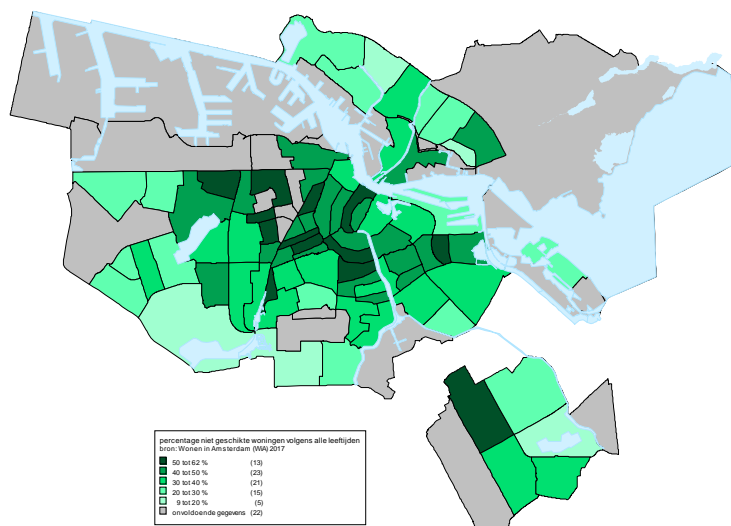 percentage niet geschikte woningen volgens alle leeftijden
bron: Wonen in Amsterdam (WiA) 2017
50 tot 62 % (13)
40 tot 50 % (23)
30 tot 40 % (21)
20 tot 30 % (15)
9 to 20 % (5)
onvoldoende gegevens (22)